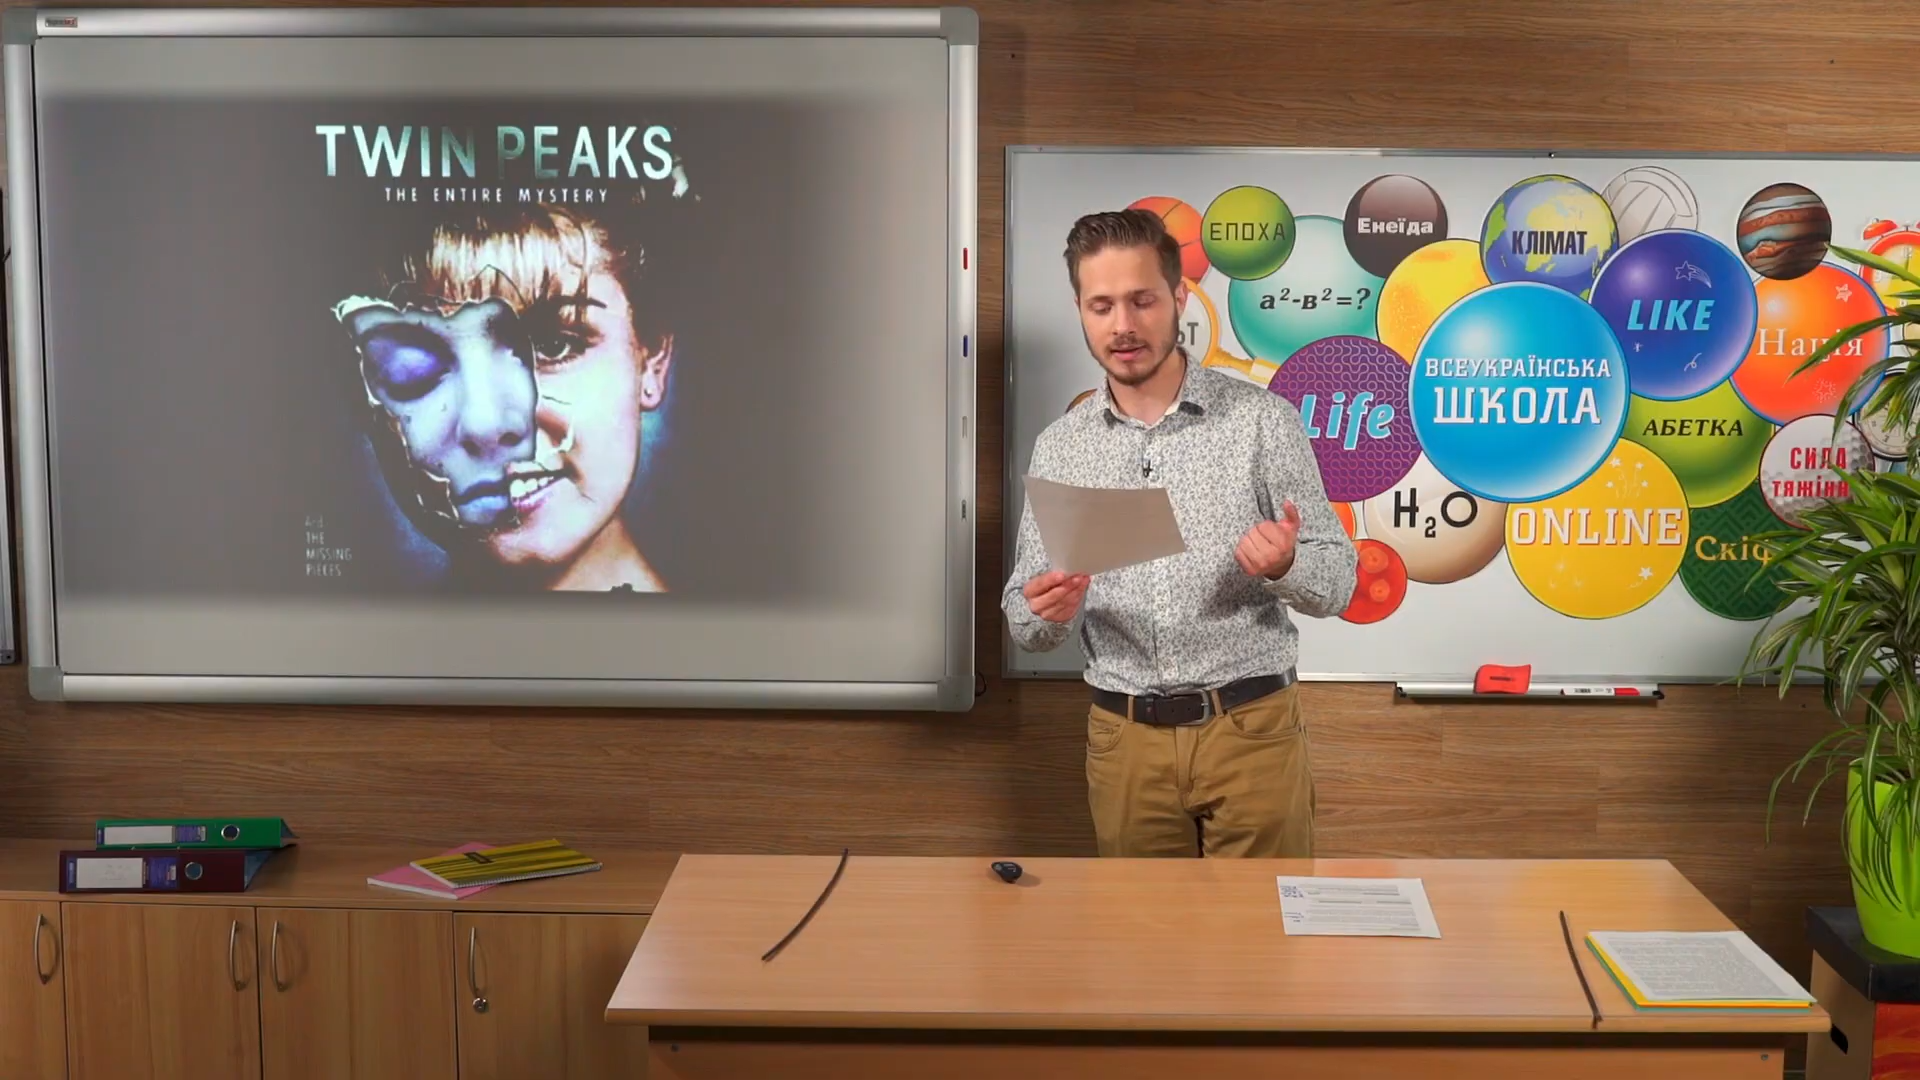 TWIN PEAKS
THE ENTIRE MYSTERY
And
THE
MISSING
PIECES
ЕПОХА
Енеїда
КЛІМАТ
a²-в²=?
LIKE
Нація
ВСЕУКРАЇНСЬКА
ШКОЛА
Life
АБЕТКА
СИЛА
H₂O
ONLINE